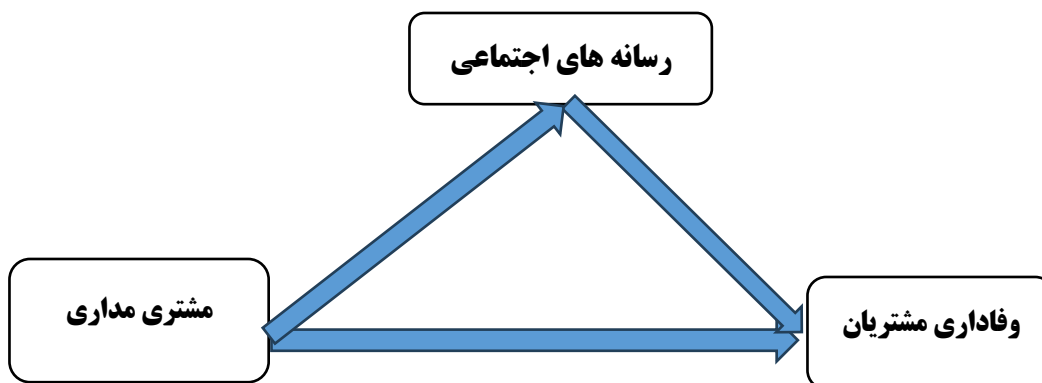 رسانه های اجتماعی
مشتری مداری
وفاداری مشتریان